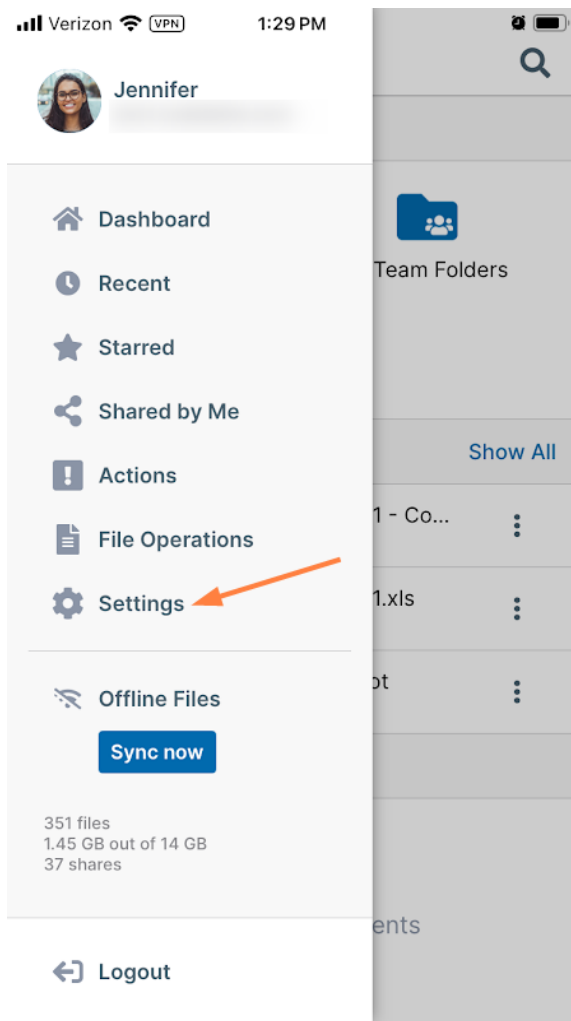 Verizon VPN 1:29 PM
Jennifer
Dashboard
Recent
Starred
Shared by Me
Actions
File Operations
Settings
Offline Files
Sync now
351 files
1.45 GB out of 14 GB
37 shares
Logout
Team Folders
Show All
1 - Co...
1.xls
ot
ents